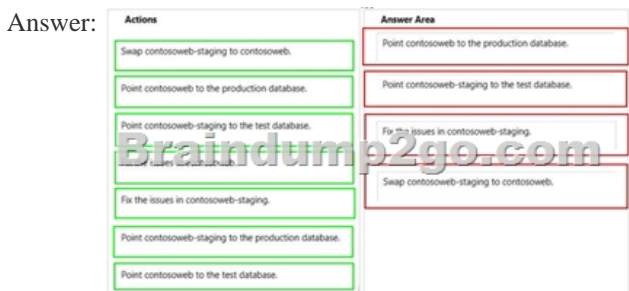 Answer:
Actions
Swap contosoweb-staging to contosoweb.
Point contosoweb to the production database.
Point contosoweb-staging to the test database.
Fix the issues in contosoweb-staging.
Point contosoweb-staging to the production database.
Point contosoweb to the test database.
Answer Area
Point contosoweb to the production database.
Point contosoweb-staging to the test database.
Fix the issues in contosoweb-staging.
Swap contosoweb-staging to contosoweb.
Braindump2go.com